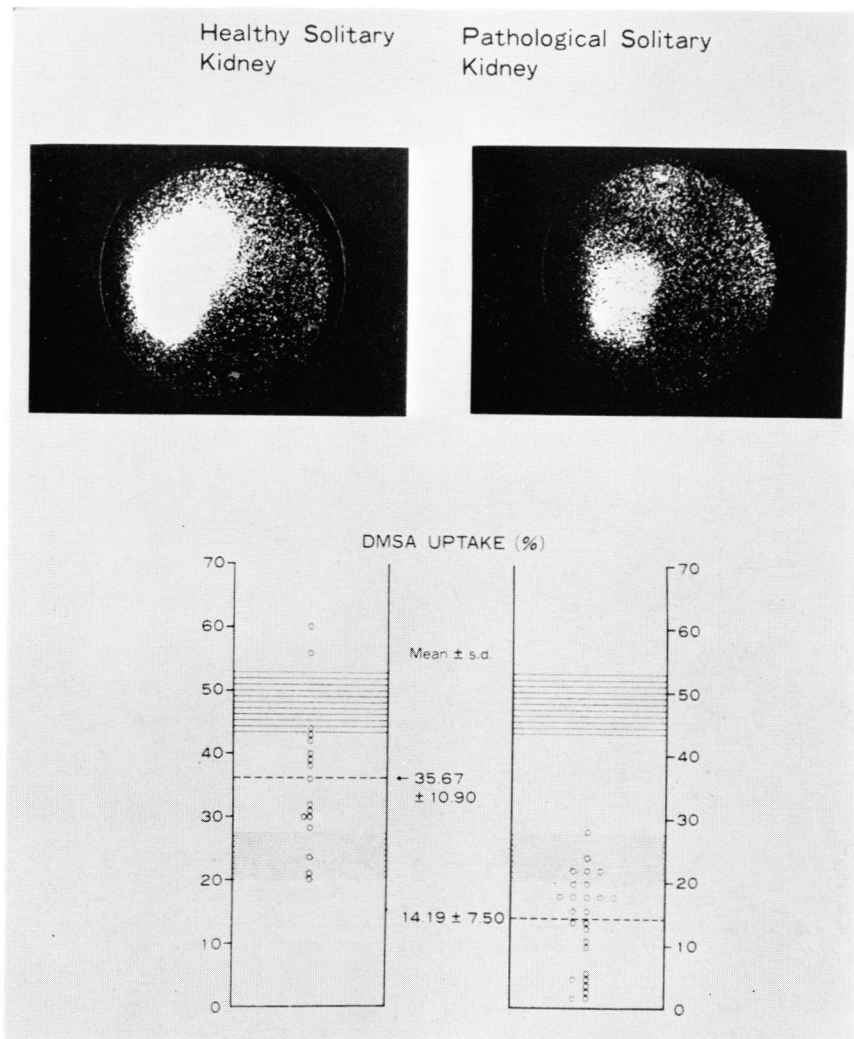 Healthy Solitary
Kidney
Pathological Solitary
Kidney
DMSA UPTAKE (%)
70
60
50
40
30
20
10
0
Mean ± s.d.
35.67
± 10.90
14.19 ± 7.50
70
60
50
40
30
20
10
0